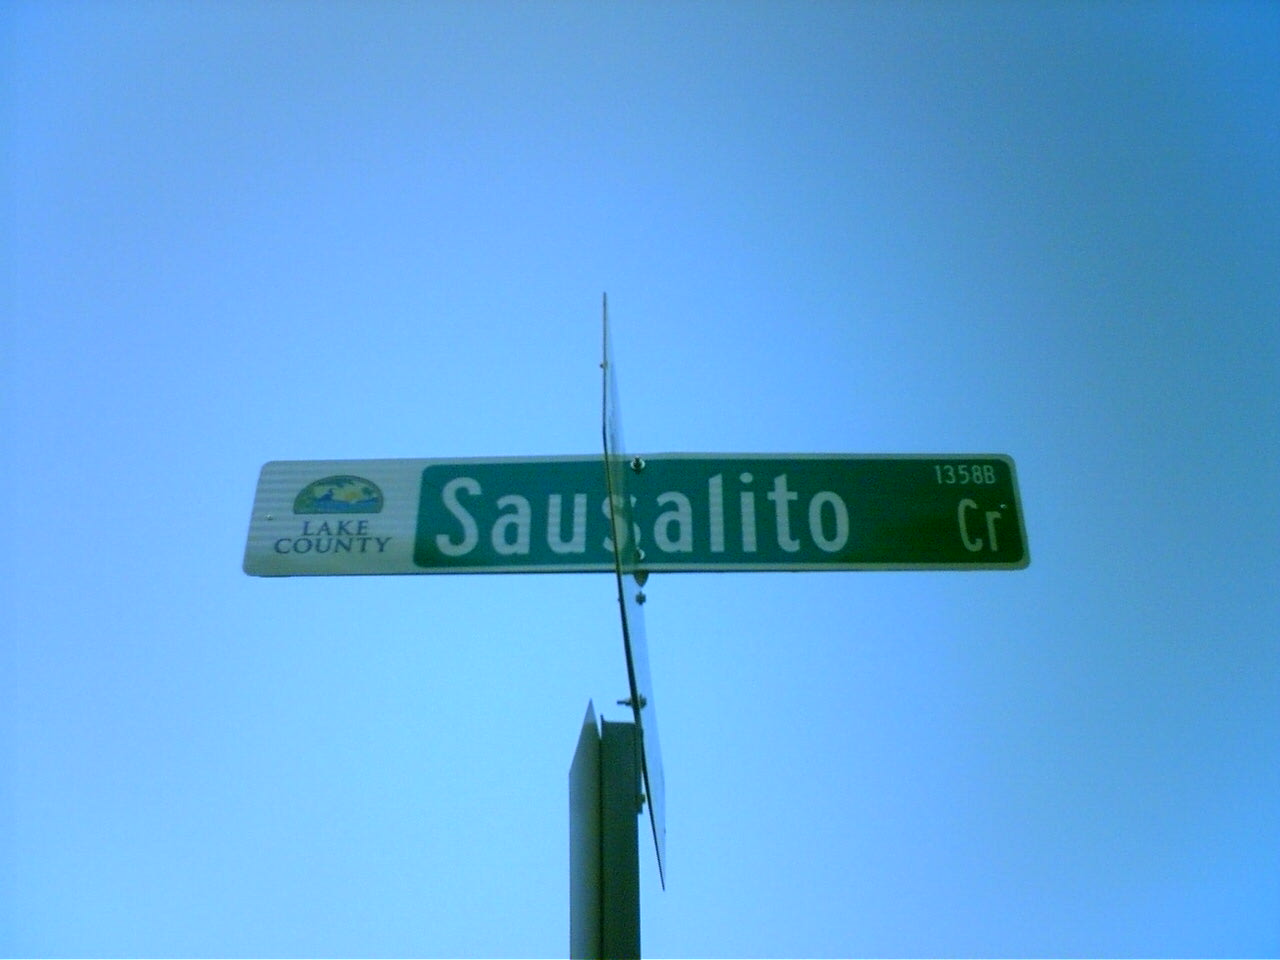 LAKE
COUNTY
Sausalito
1358B
Cr